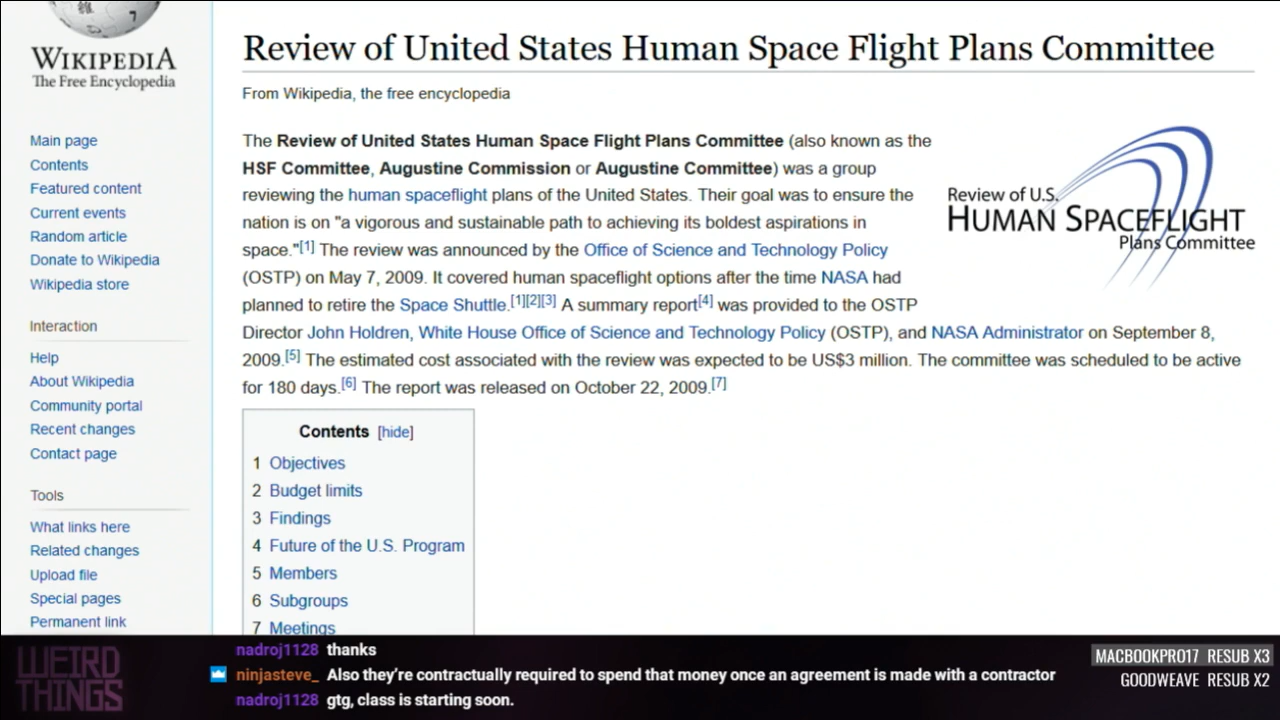 WIKIPEDIA
The Free Encyclopedia
Main page
Contents
Featured content
Current events
Random article
Donate to Wikipedia
Wikipedia store
Interaction
Help
About Wikipedia
Community portal
Recent changes
Contact page
Tools
What links here
Related changes
Upload file
Special pages
Permanent link
Review of United States Human Space Flight Plans Committee
From Wikipedia, the free encyclopedia
The Review of United States Human Space Flight Plans Committee (also known as the
HSF Committee, Augustine Commission or Augustine Committee) was a group
reviewing the human spaceflight plans of the United States. Their goal was to ensure the
nation is on "a vigorous and sustainable path to achieving its boldest aspirations in
space."[1] The review was announced by the Office of Science and Technology Policy
(OSTP) on May 7, 2009. It covered human spaceflight options after the time NASA had
planned to retire the Space Shuttle.[1][2][3] A summary report[4] was provided to the OSTP
Director John Holdren, White House Office of Science and Technology Policy (OSTP), and NASA Administrator on September 8,
2009.[5] The estimated cost associated with the review was expected to be US$3 million. The committee was scheduled to be active
for 180 days.[6] The report was released on October 22, 2009.[7]
Review of U.S.
HUMAN SPACEFLIGHT
Plans Committee
Contents [hide]
1 Objectives
2 Budget limits
3 Findings
4 Future of the U.S. Program
5 Members
6 Subgroups
7 Meetings
WEIRD
THINGS
nadroj1128 thanks
ninjasteve_ Also they're contractually required to spend that money once an agreement is made with a contractor
nadroj1128 gtg, class is starting soon.
MACBOOKPRO17 RESUB X3
GOODWEAVE RESUB X2